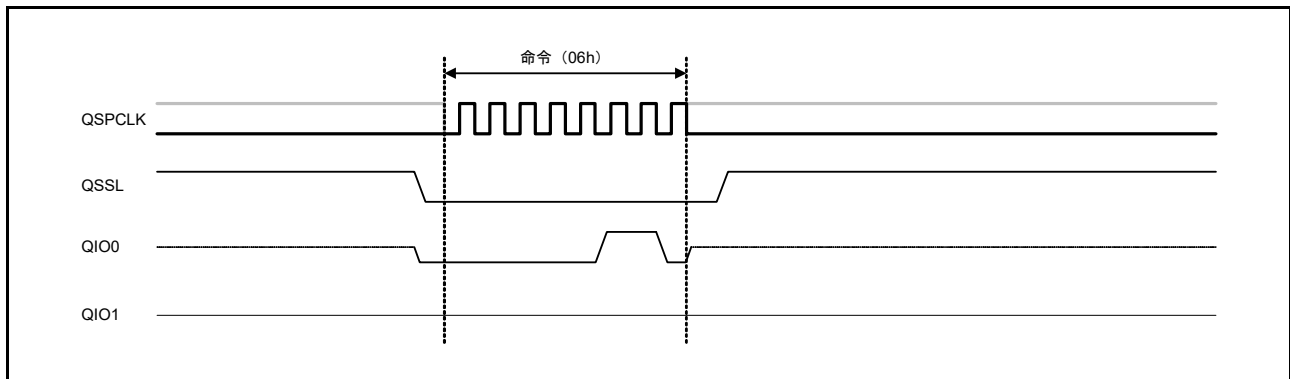 命令（06h）
QSPCLK
QSSL
QIO0
QIO1